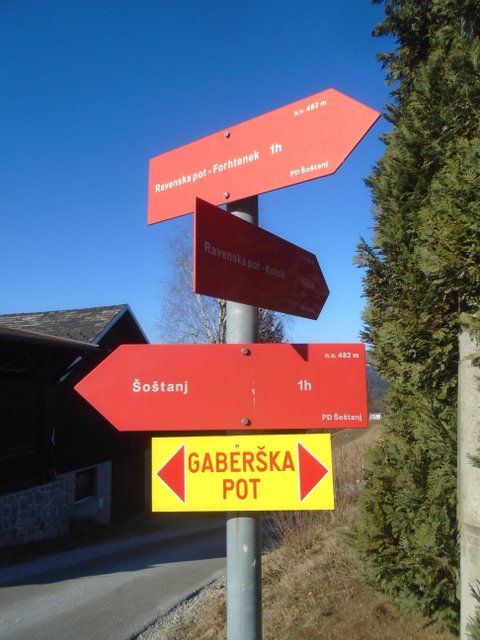 n.v. 482 m
Ravenska pot - Forhtenek 1h
PD Šoštanj
Ravenska pot - Kotnik
n.v. 482 m
Šoštanj 1h
PD Šoštanj
GABERŠKA
POT